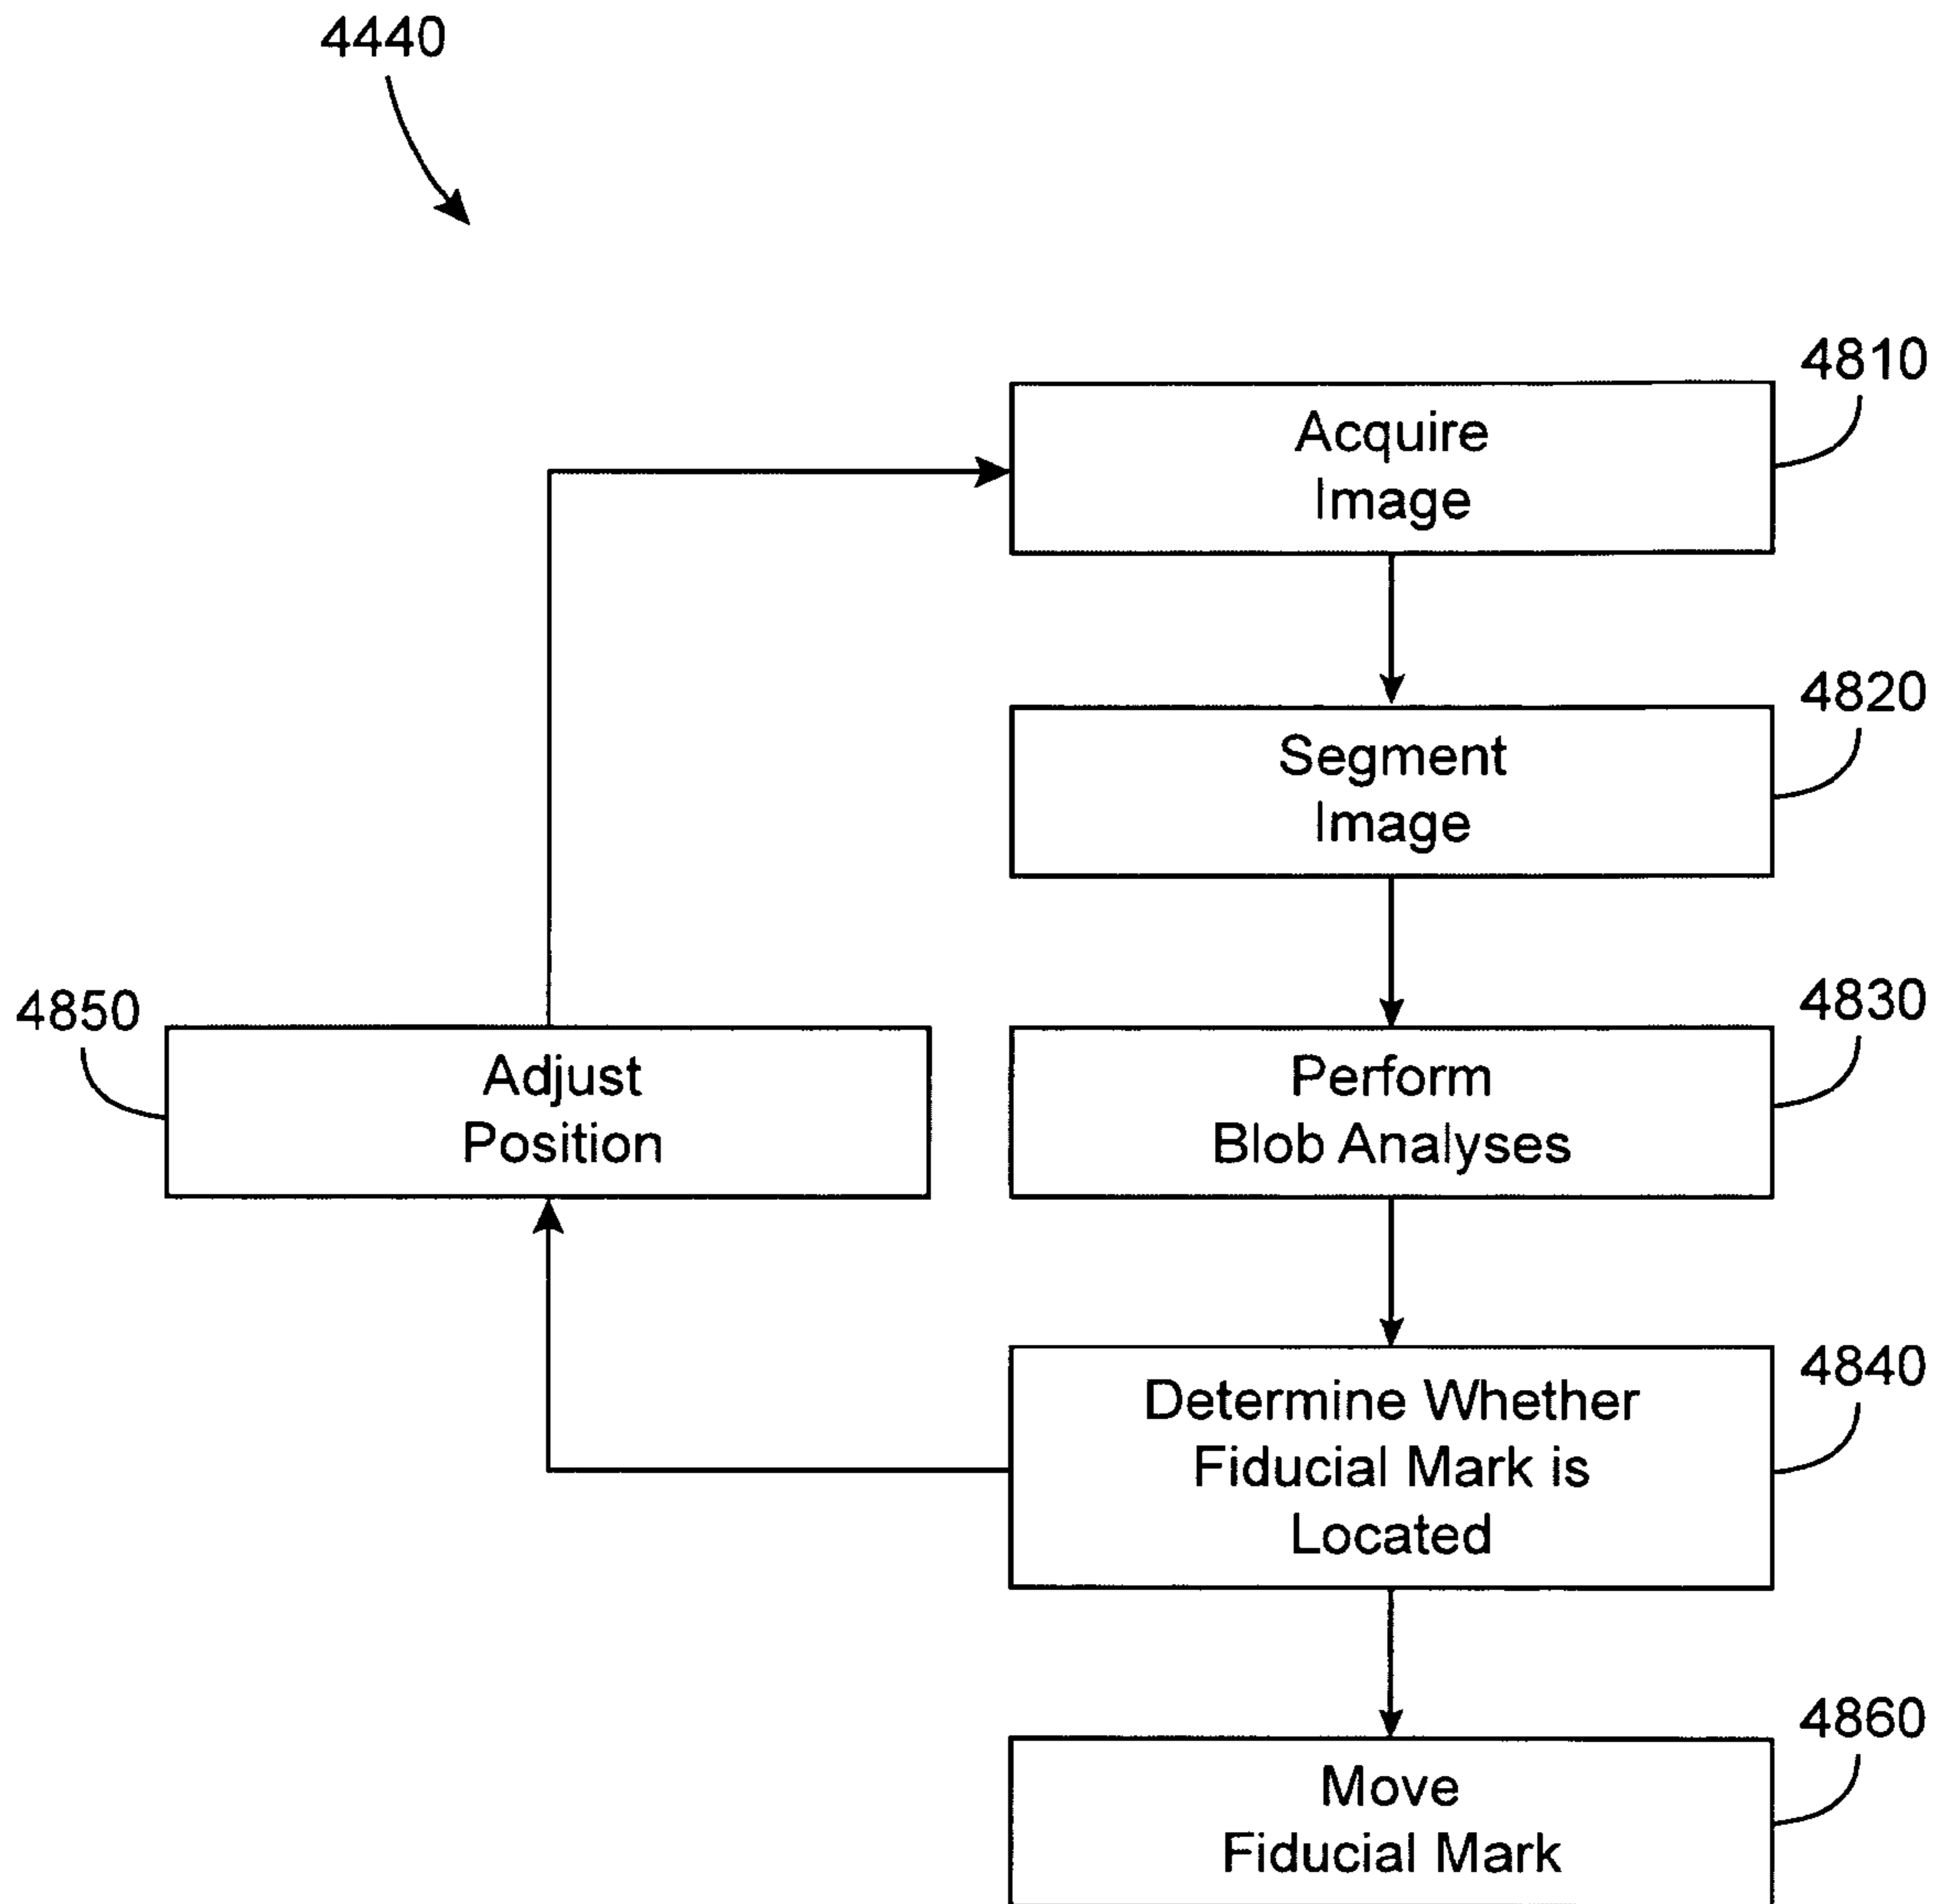 4440
4810
Acquire
Image
4820
Segment
Image
4830
Perform
Blob Analyses
4850
Adjust
Position
4840
Determine Whether
Fiducial Mark is
Located
4860
Move
Fiducial Mark